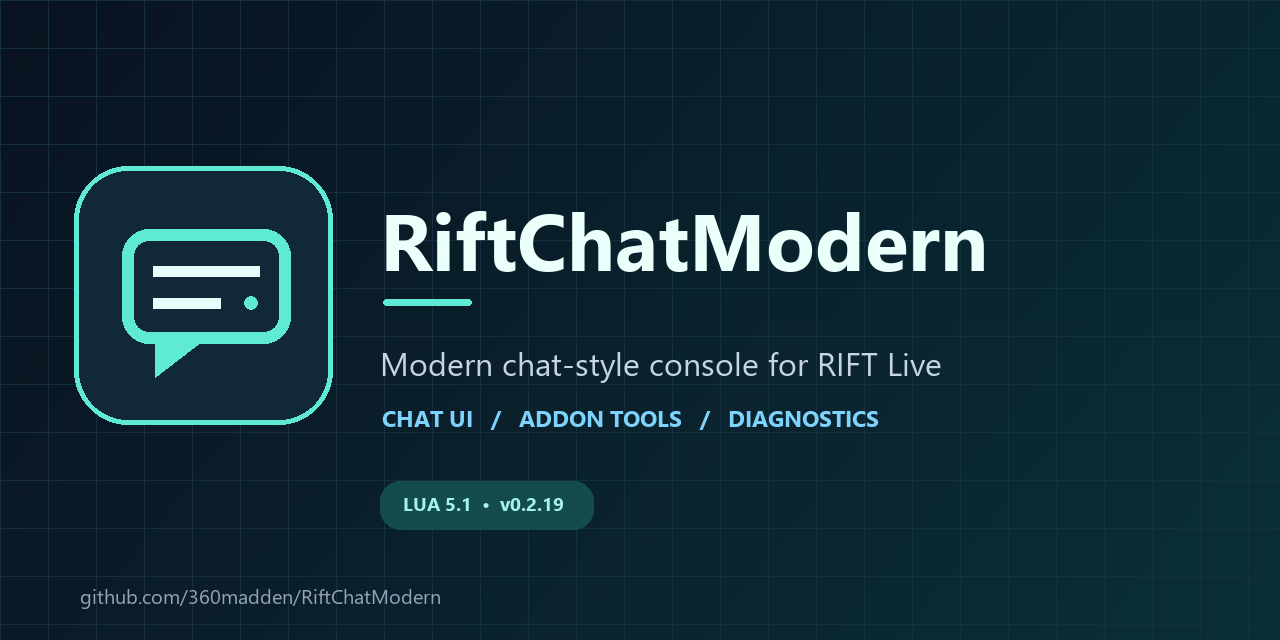 RiftChatModern
Modern chat-style console for RIFT Live
CHAT UI / ADDON TOOLS / DIAGNOSTICS
LUA 5.1 • v0.2.19
github.com/360madden/RiftChatModern